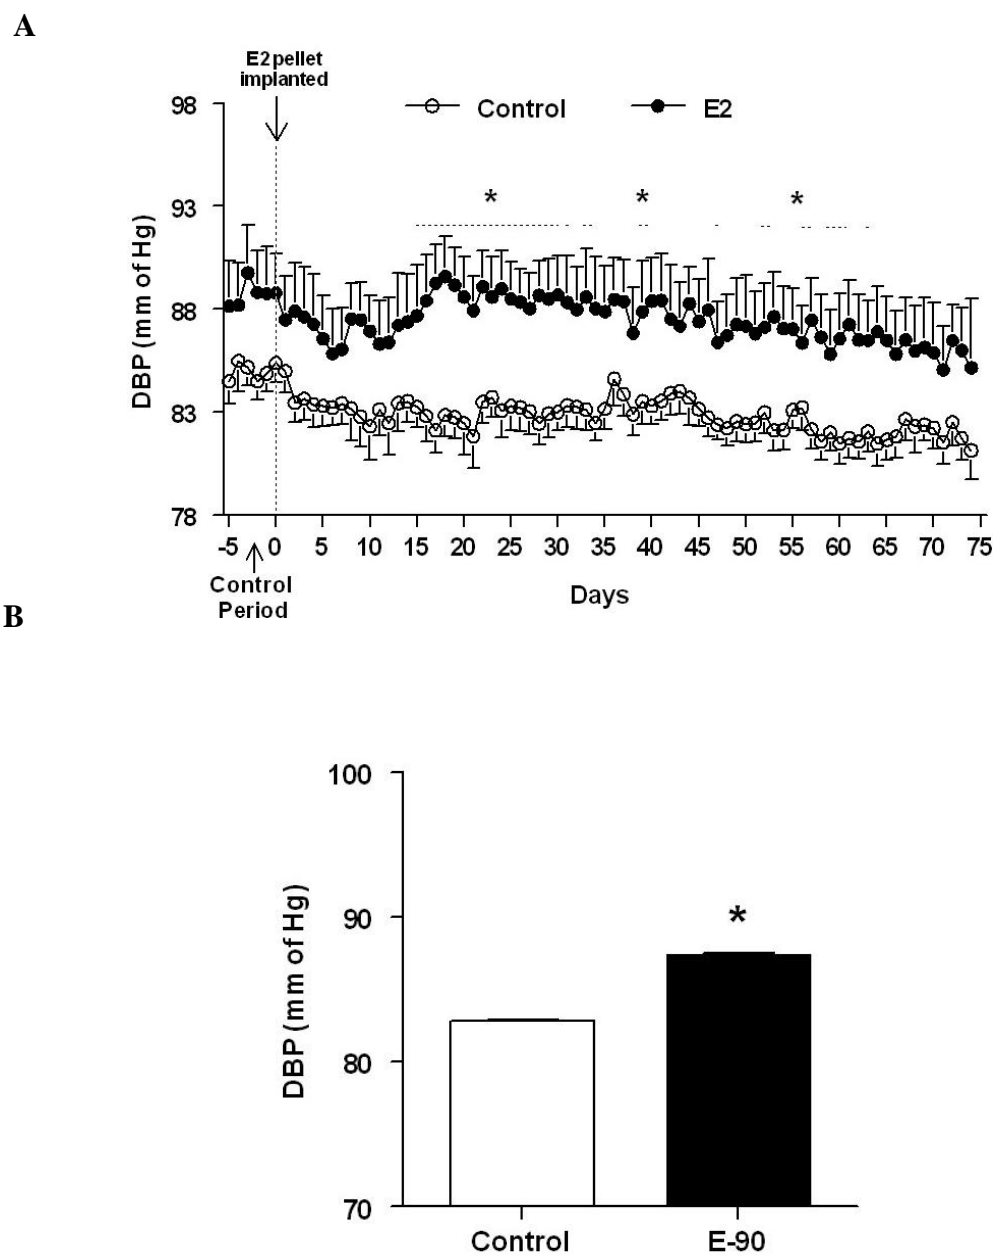 A
E2 pellet
implanted
Control
E2
98
93
88
83
78
DBP (mm of Hg)
*
*
*
-5 0 5 10 15 20 25 30 35 40 45 50 55 60 65 70 75
Control
Period
Days
B
100
90
80
70
DBP (mm of Hg)
*
Control
E-90